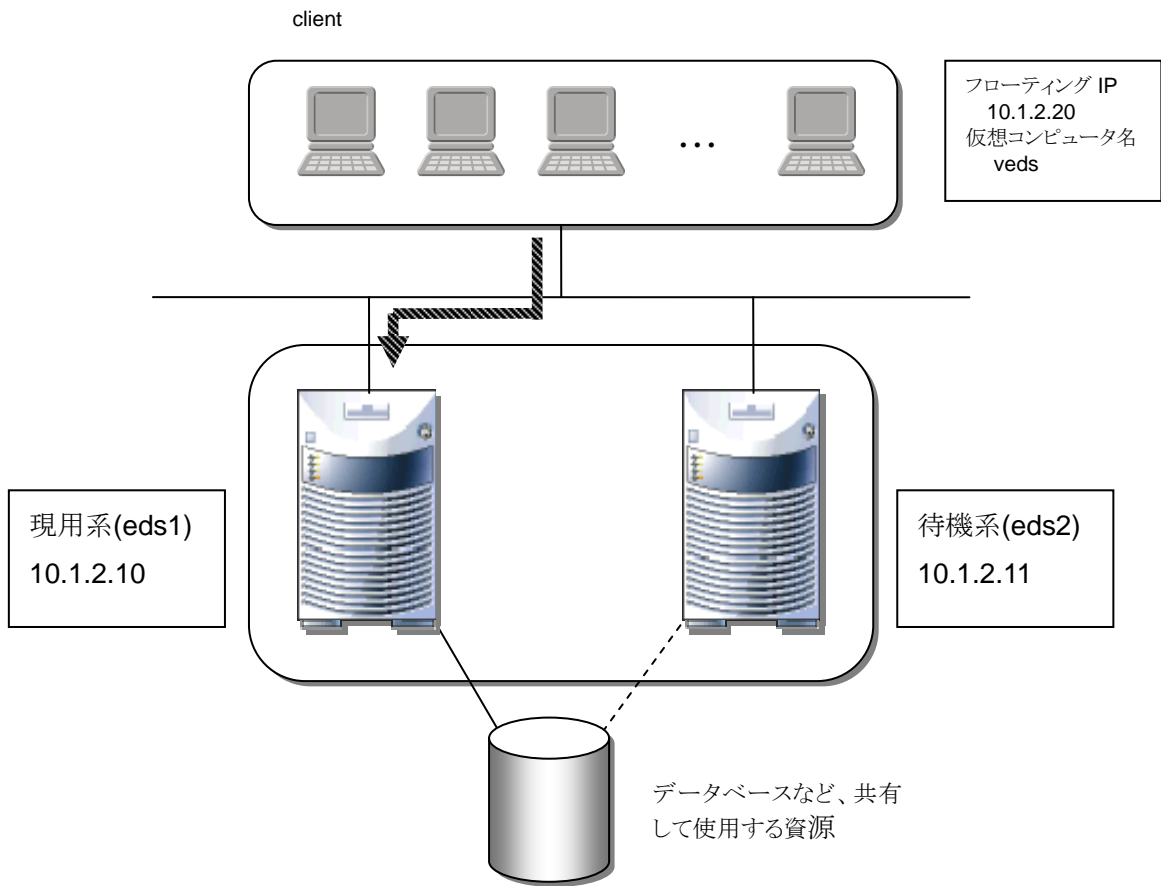 client
フローティング IP
10.1.2.20
仮想コンピュータ名
veds
…
現用系(eds1)
10.1.2.10
待機系(eds2)
10.1.2.11
データベースなど、共有
して使用する資源